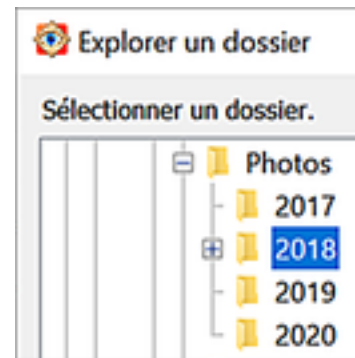 Explorer un dossier
Sélectionner un dossier.
Photos
2017
2018
2019
2020